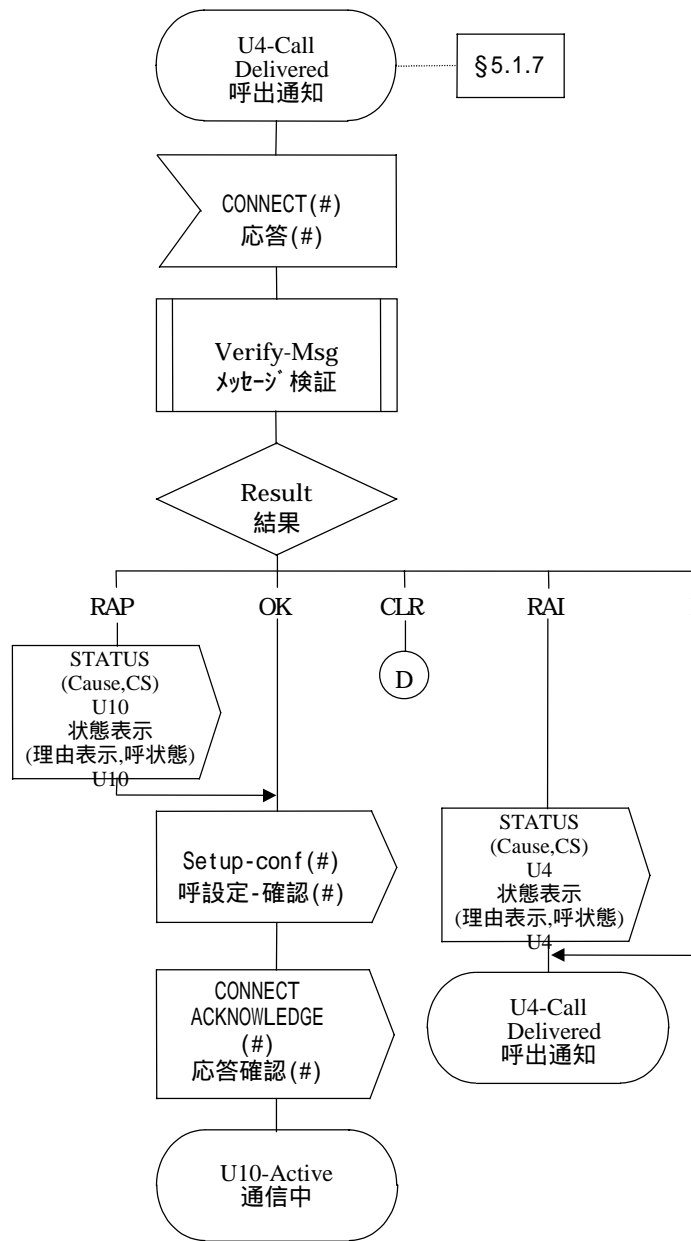 U4-Call
Delivered
呼出通知
§5.1.7
CONNECT(#)
応答(#)
Verify-Msg
メッセージ検証
Result
結果
RAP
OK
CLR
RAI
STATUS
(Cause,CS)
U10
状態表示
(理由表示,呼状態)
U10
D
Setup-conf(#)
呼設定-確認(#)
STATUS
(Cause,CS)
U4
状態表示
(理由表示,呼状態)
U4
CONNECT
ACKNOWLEDGE
(#)
応答確認(#)
U4-Call
Delivered
呼出通知
U10-Active
通信中